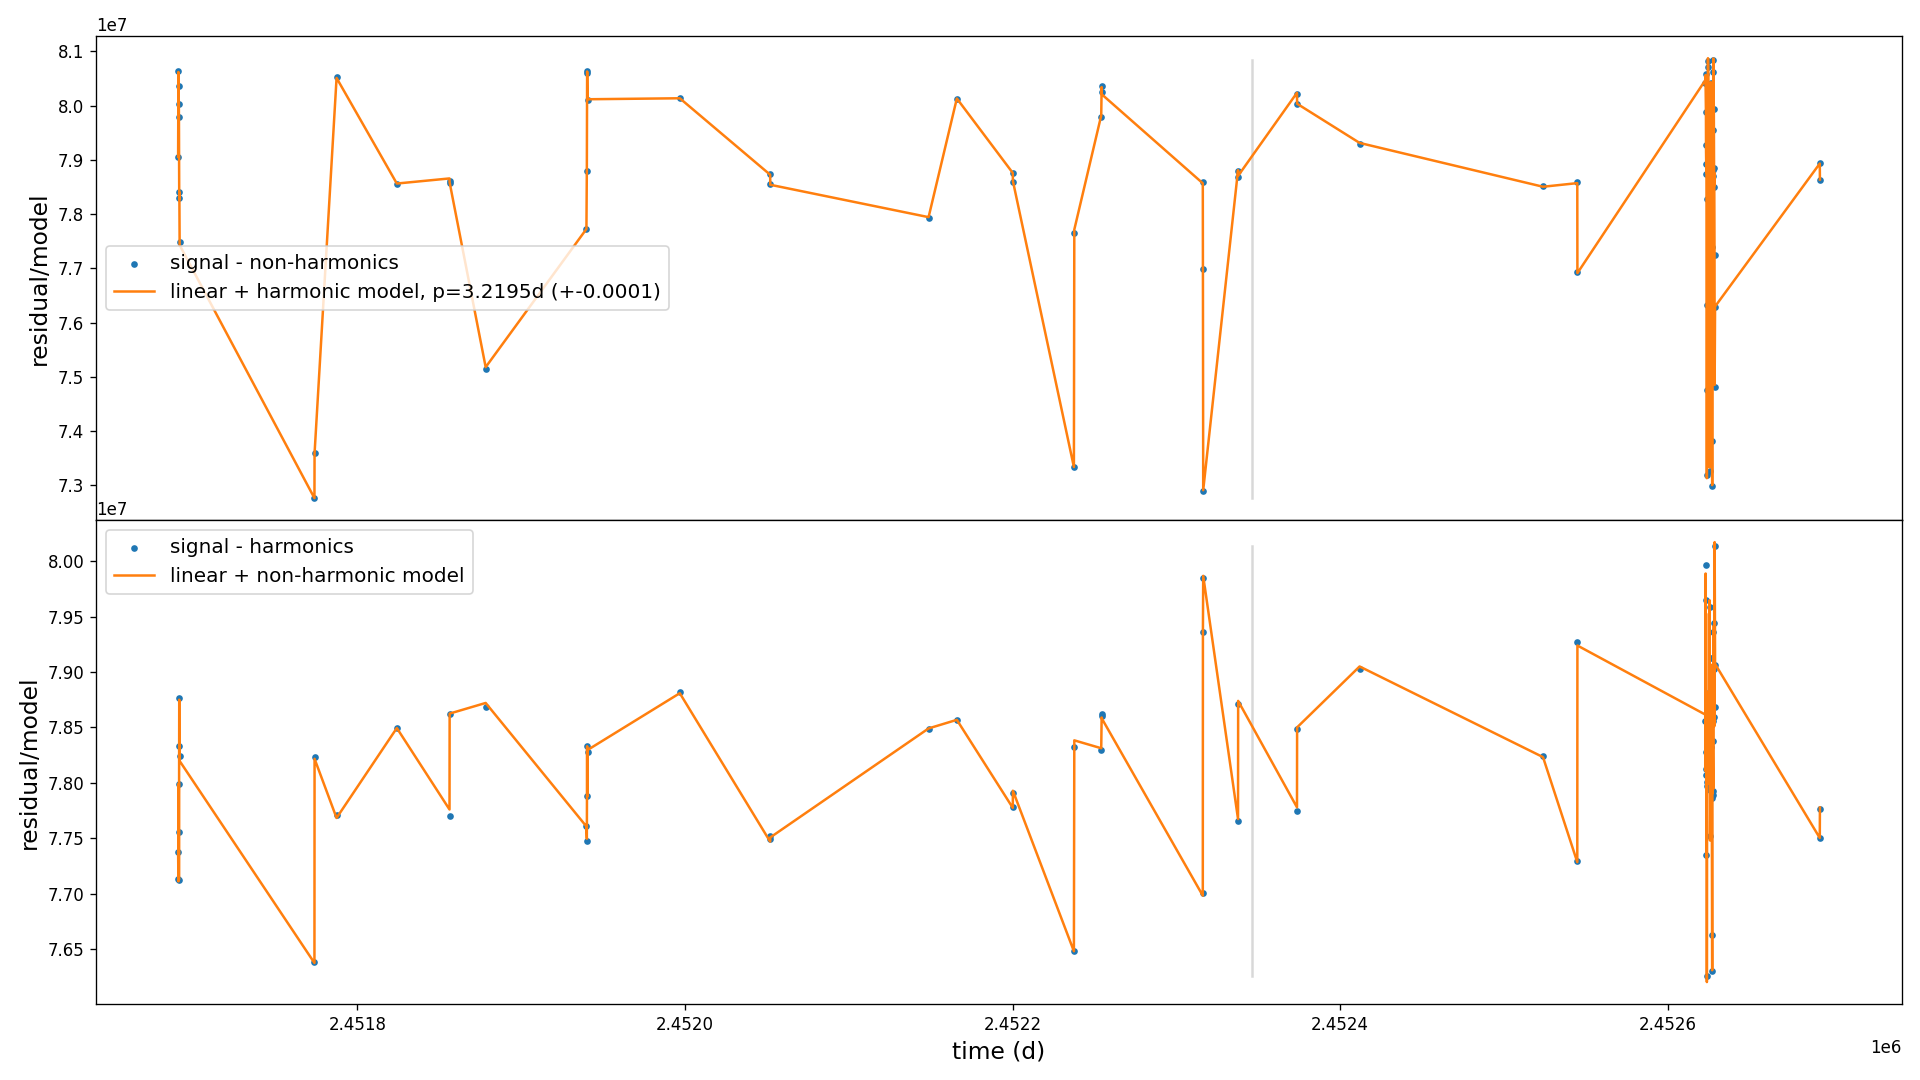 1e7
8.1
8.0
7.9
7.8
7.7
7.6
7.5
7.4
7.3
residual/model
signal - non-harmonics
linear + harmonic model, p=3.2195d (+-0.0001)
1e7
8.00
7.95
7.90
7.85
7.80
7.75
7.70
7.65
residual/model
signal - harmonics
linear + non-harmonic model
2.4518
2.4520
2.4522
2.4524
2.4526
1e6
time (d)